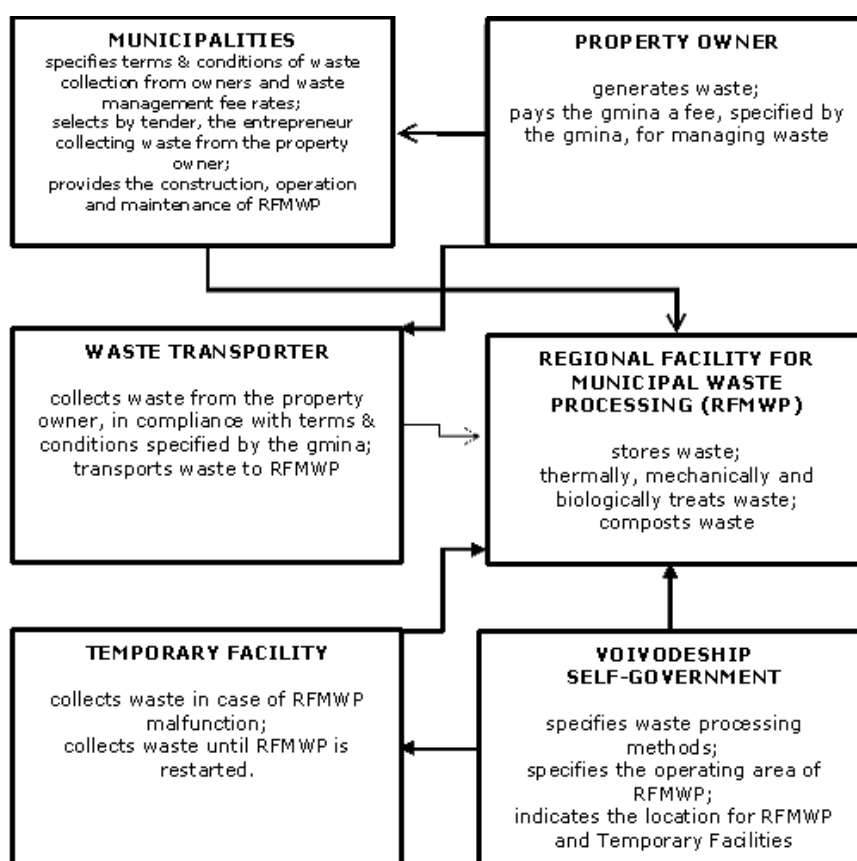 MUNICIPALITIES
specifies terms & conditions of waste
collection from owners and waste
management fee rates;
selects by tender, the entrepreneur
collecting waste from the property
owner;
provides the construction, operation
and maintenance of RFMWP
PROPERTY OWNER
generates waste;
pays the gmina a fee, specified by
the gmina, for managing waste
WASTE TRANSPORTER
collects waste from the property
owner, in compliance with terms &
conditions specified by the gmina;
transports waste to RFMWP
REGIONAL FACILITY FOR
MUNICIPAL WASTE
PROCESSING (RFMWP)
stores waste;
thermally, mechanically and
biologically treats waste;
composts waste
TEMPORARY FACILITY
collects waste in case of RFMWP
malfunction;
collects waste until RFMWP is
restarted.
VOIVODESHIP
SELF-GOVERNMENT
specifies waste processing
methods;
specifies the operating area of
RFMWP;
indicates the location for RFMWP
and Temporary Facilities